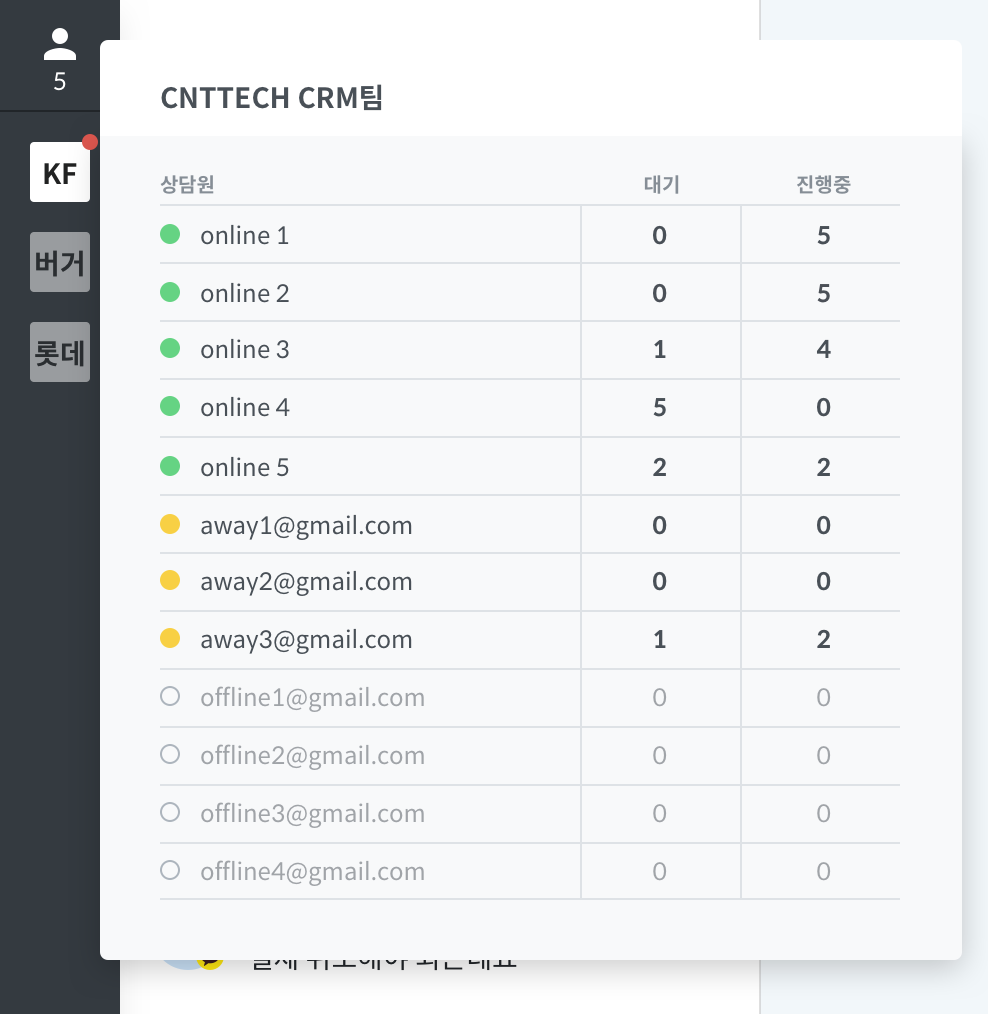 5
KF
버거
롯데
CNTTECH CRM팀
상담원 대기 진행중
online 1 0 5
online 2 0 5
online 3 1 4
online 4 5 0
online 5 2 2
away1@gmail.com 0 0
away2@gmail.com 0 0
away3@gmail.com 1 2
offline1@gmail.com 0 0
offline2@gmail.com 0 0
offline3@gmail.com 0 0
offline4@gmail.com 0 0